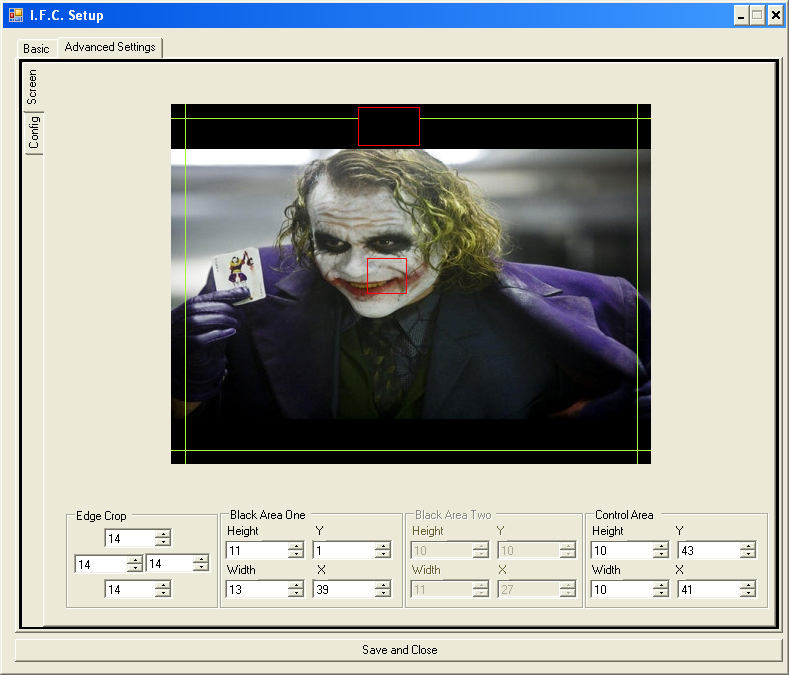 I.F.C. Setup
Basic
Advanced Settings
Screen
Config
Edge Crop
14
14
14
14
Black Area One
Height
Y
11
1
Width
X
13
39
Black Area Two
Height
Y
10
10
Width
X
11
27
Control Area
Height
Y
10
43
Width
X
10
41
Save and Close